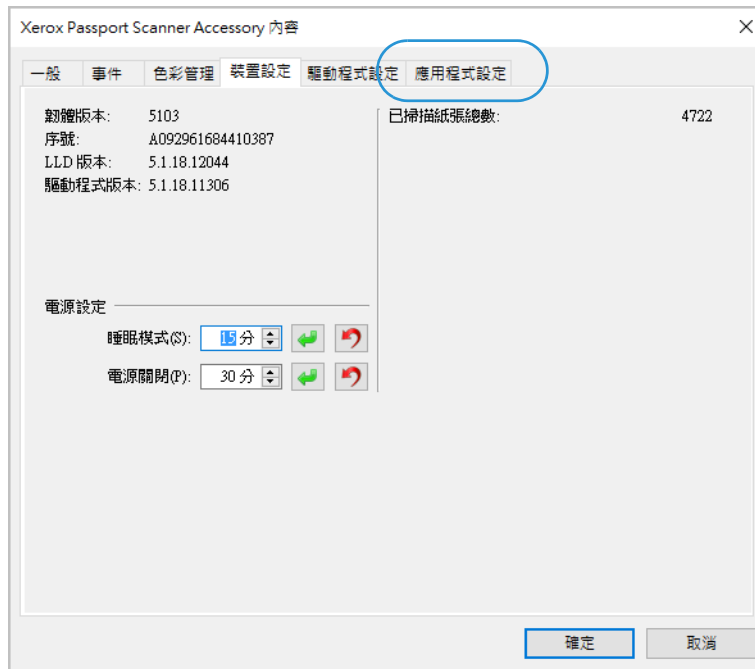 Xerox Passport Scanner Accessory 內容
一般 事件 色彩管理 裝置設定 驅動程式設定 應用程式設定
韌體版本: 5103
序號: A092961684410387
LLD 版本: 5.1.18.12044
驅動程式版本: 5.1.18.11306
已掃描紙張總數: 4722
電源設定
睡眠模式(S): 15 分
電源關閉(P): 30 分
確定 取消